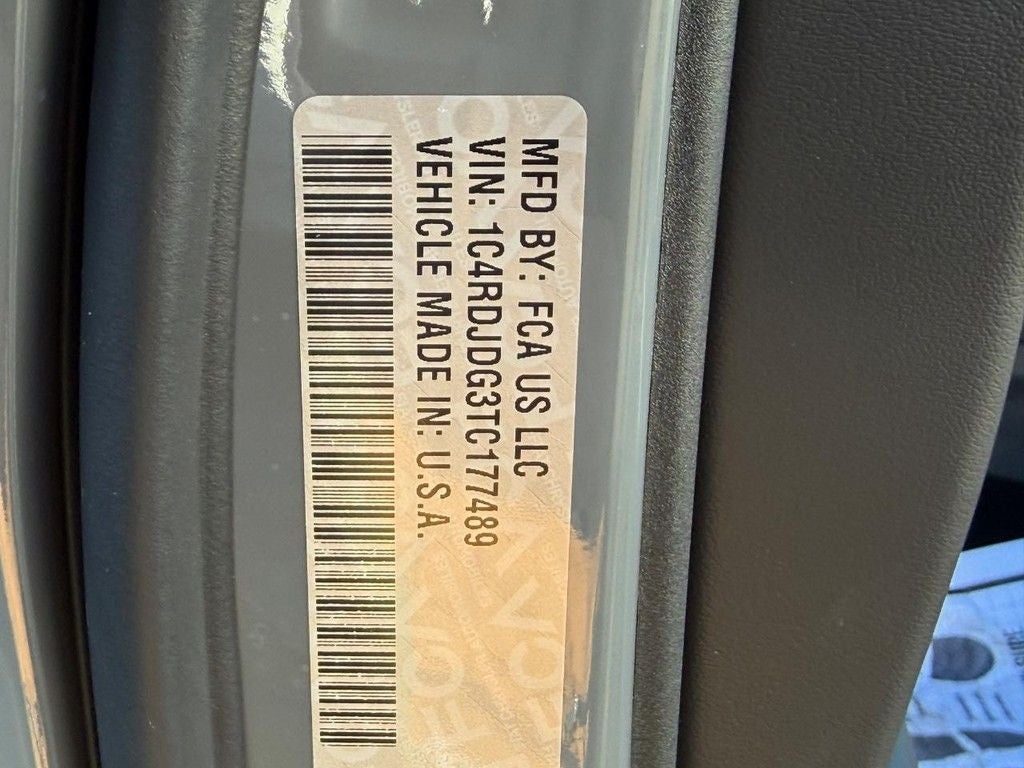 MFD BY: FCA US LLC
VIN: 1C4RDJDG3TC177489
VEHICLE MADE IN: U.S.A.